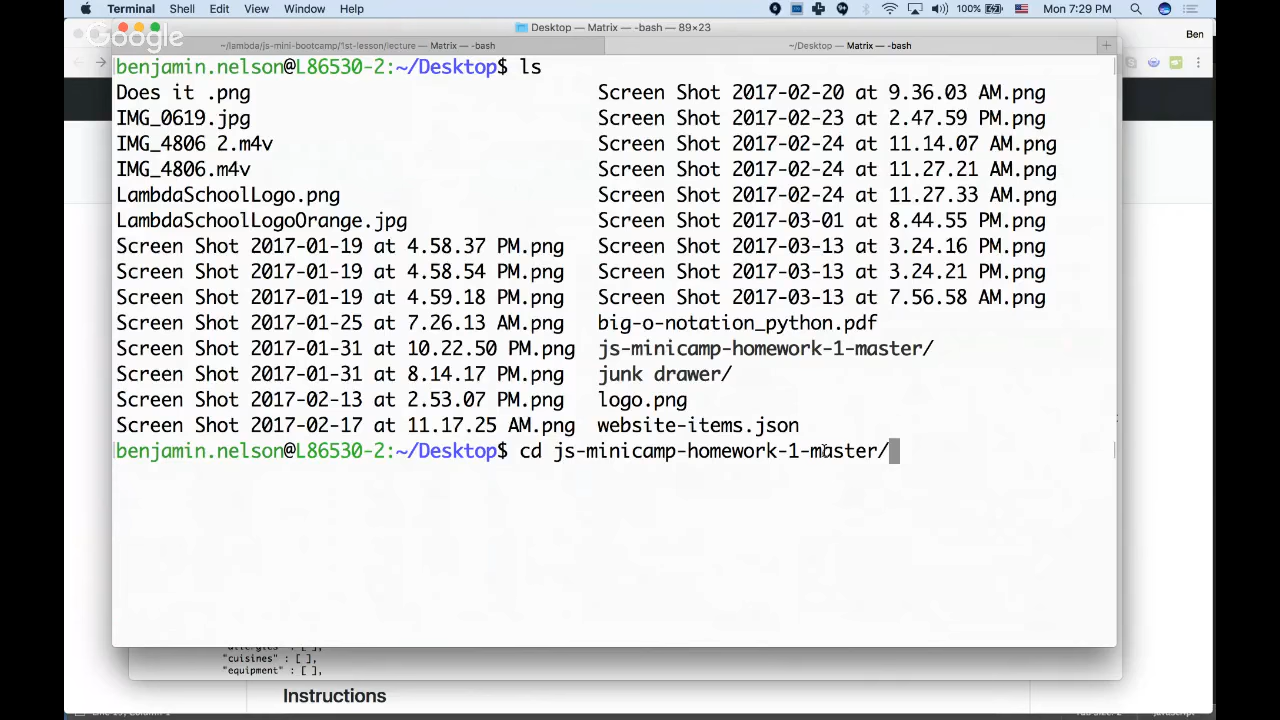 Terminal Shell Edit View Window Help 100% Mon 7:29 PM
Google
Desktop — Matrix — -bash — 89×23
Ben
~/lambda/js-mini-bootcamp/1st-lesson/lecture — Matrix — -bash ~/Desktop — Matrix — -bash
benjamin.nelson@L86530-2:~/Desktop$ ls
Does it .png Screen Shot 2017-02-20 at 9.36.03 AM.png
IMG_0619.jpg Screen Shot 2017-02-23 at 2.47.59 PM.png
IMG_4806 2.m4v Screen Shot 2017-02-24 at 11.14.07 AM.png
IMG_4806.m4v Screen Shot 2017-02-24 at 11.27.21 AM.png
LambdaSchoolLogo.png Screen Shot 2017-02-24 at 11.27.33 AM.png
LambdaSchoolLogoOrange.jpg Screen Shot 2017-03-01 at 8.44.55 PM.png
Screen Shot 2017-01-19 at 4.58.37 PM.png Screen Shot 2017-03-13 at 3.24.16 PM.png
Screen Shot 2017-01-19 at 4.58.54 PM.png Screen Shot 2017-03-13 at 3.24.21 PM.png
Screen Shot 2017-01-19 at 4.59.18 PM.png Screen Shot 2017-03-13 at 7.56.58 AM.png
Screen Shot 2017-01-25 at 7.26.13 AM.png big-o-notation_python.pdf
Screen Shot 2017-01-31 at 10.22.50 PM.png js-minicamp-homework-1-master/
Screen Shot 2017-01-31 at 8.14.17 PM.png junk drawer/
Screen Shot 2017-02-13 at 2.53.07 PM.png logo.png
Screen Shot 2017-02-17 at 11.17.25 AM.png website-items.json
benjamin.nelson@L86530-2:~/Desktop$ cd js-minicamp-homework-1-master/
"cuisines" : [ ],
"equipment" : [ ],
Instructions